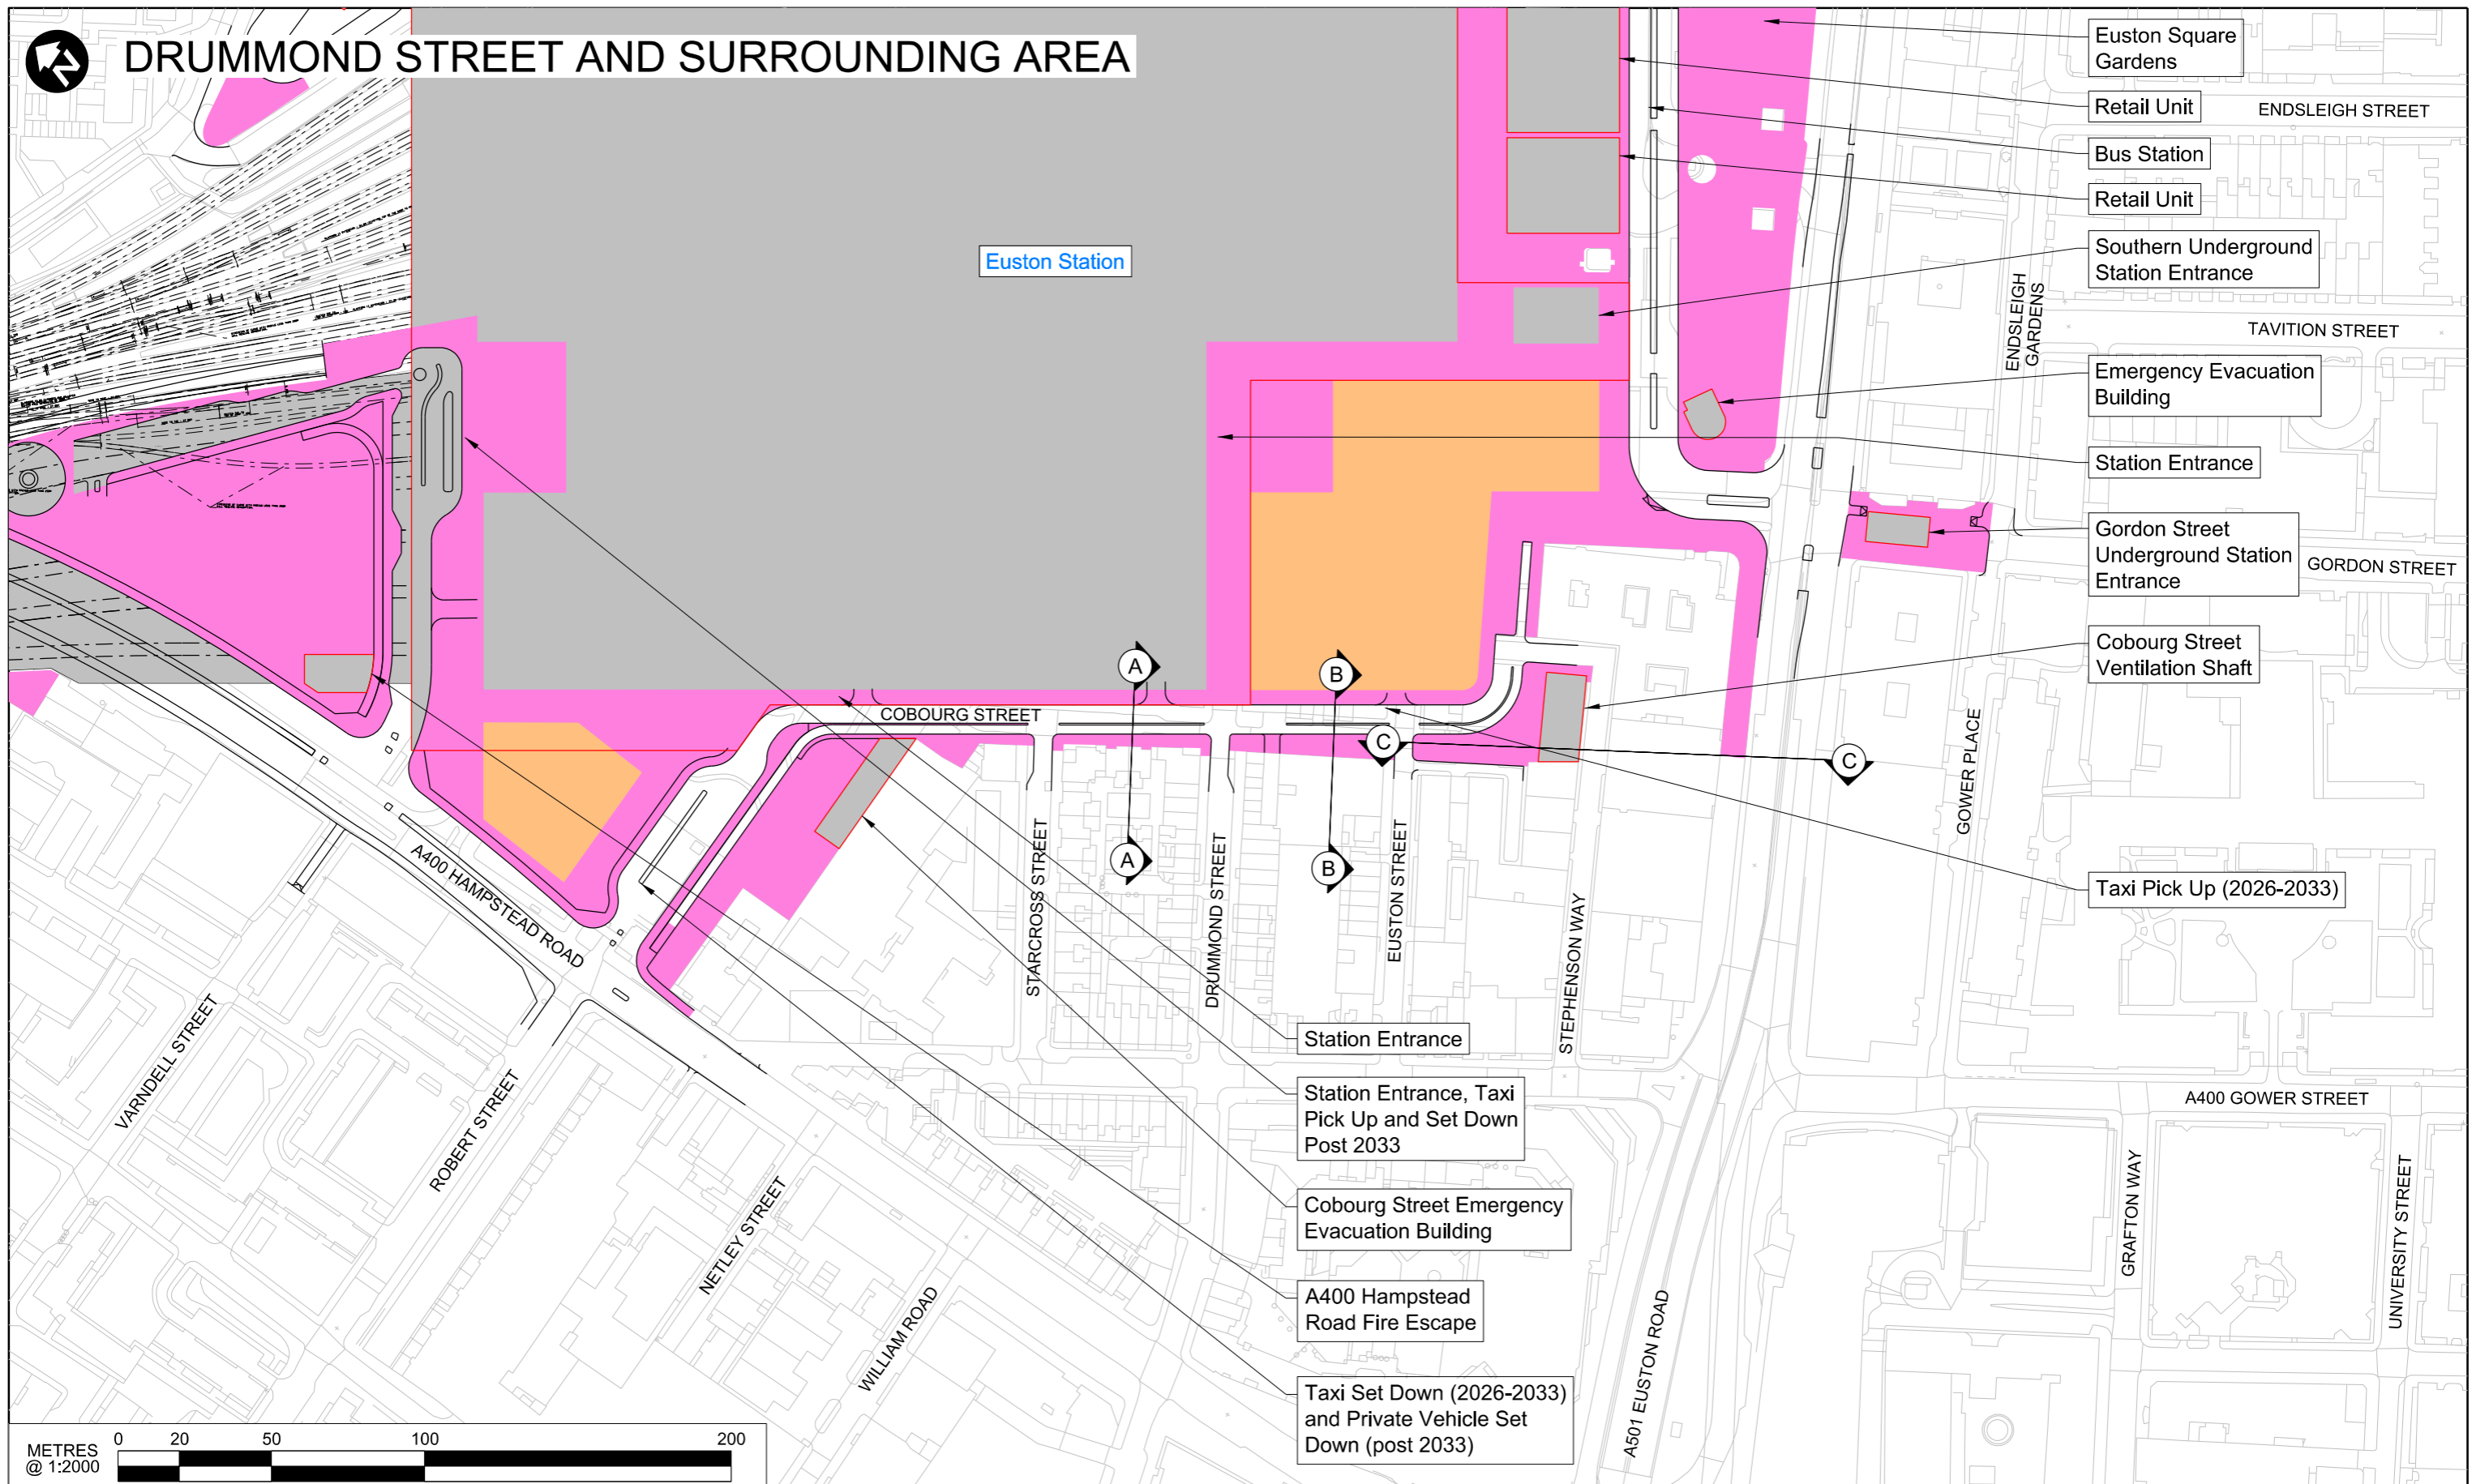 N
DRUMMOND STREET AND SURROUNDING AREA
Euston Square
Gardens
Retail Unit
ENDSLEIGH STREET
Bus Station
Retail Unit
Southern Underground
Station Entrance
Euston Station
ENDSLEIGH
GARDENS
TAVITION STREET
Emergency Evacuation
Building
Station Entrance
Gordon Street
Underground Station
Entrance
GORDON STREET
Cobourg Street
Ventilation Shaft
A
B
COBOURG STREET
C
C
GOWER PLACE
A
B
A400 HAMPSTEAD ROAD
STARCROSS STREET
DRUMMOND STREET
EUSTON STREET
STEPHENSON WAY
Taxi Pick Up (2026-2033)
VARNDELL STREET
ROBERT STREET
NETLEY STREET
WILLIAM ROAD
Station Entrance
Station Entrance, Taxi
Pick Up and Set Down
Post 2033
Cobourg Street Emergency
Evacuation Building
A400 Hampstead
Road Fire Escape
Taxi Set Down (2026-2033)
and Private Vehicle Set
Down (post 2033)
A501 EUSTON ROAD
A400 GOWER STREET
GRAFTON WAY
UNIVERSITY STREET
METRES
@ 1:2000
0 20 50 100 200